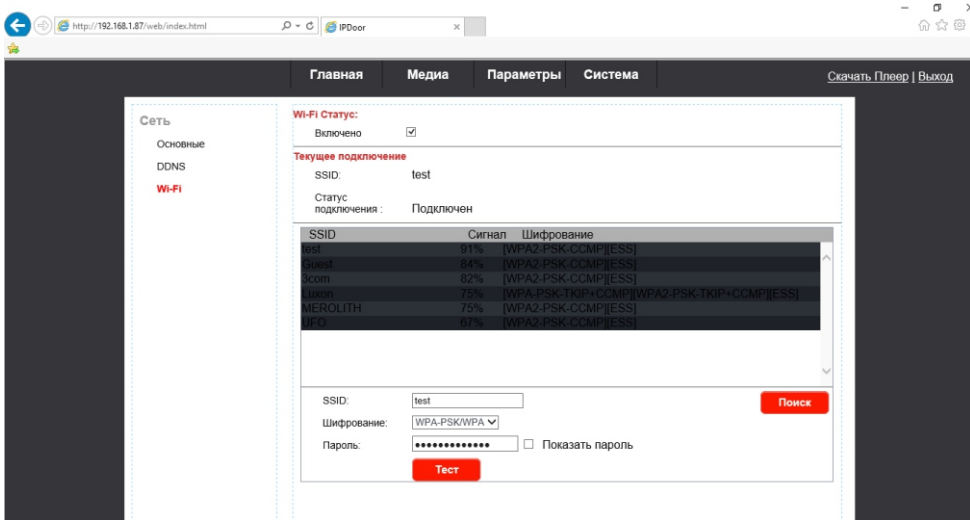 http://192.168.1.87/web/index.html
IPDoor
Главная Медиа Параметры Система
Скачать Плеер | Выход
Сеть
Основные
DDNS
Wi-Fi
Wi-Fi Статус:
Включено
Текущее подключение
SSID: test
Статус
подключения : Подключен
SSID Сигнал Шифрование
test 91% [WPA2-PSK-CCMP][ESS]
Guest 84% [WPA2-PSK-CCMP][ESS]
3com 82% [WPA2-PSK-CCMP][ESS]
Luxon 75% [WPA-PSK-TKIP+CCMP][WPA2-PSK-TKIP+CCMP][ESS]
MEROLITH 75% [WPA2-PSK-CCMP][ESS]
UFO 67% [WPA2-PSK-CCMP][ESS]
SSID: test
Поиск
Шифрование: WPA-PSK/WPA
Пароль: ••••••••••••• Показать пароль
Тест